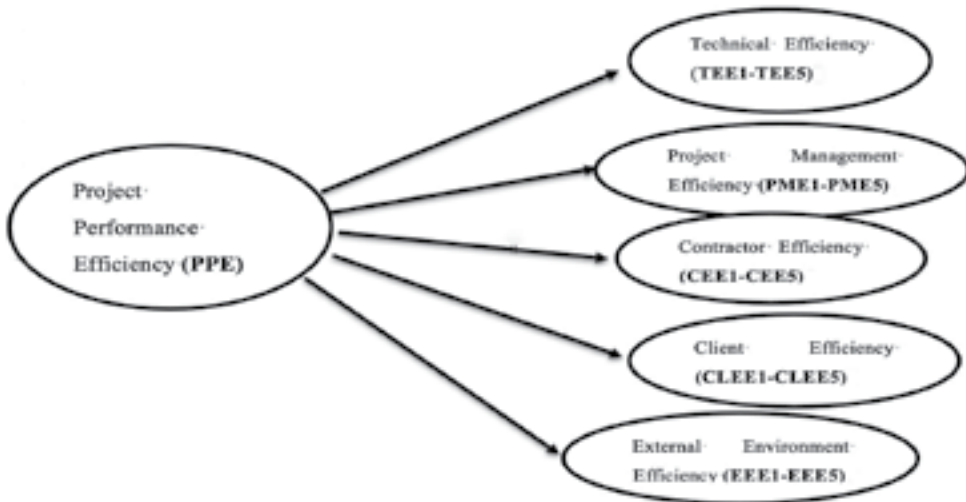 Technical Efficiency
(TEE1-TEE5)
Project Management
Efficiency (PME1-PME5)
Project
Performance
Efficiency (PPE)
Contractor Efficiency
(CEE1-CEE5)
Client Efficiency
(CLEE1-CLEE5)
External Environment
Efficiency (EEE1-EEE5)